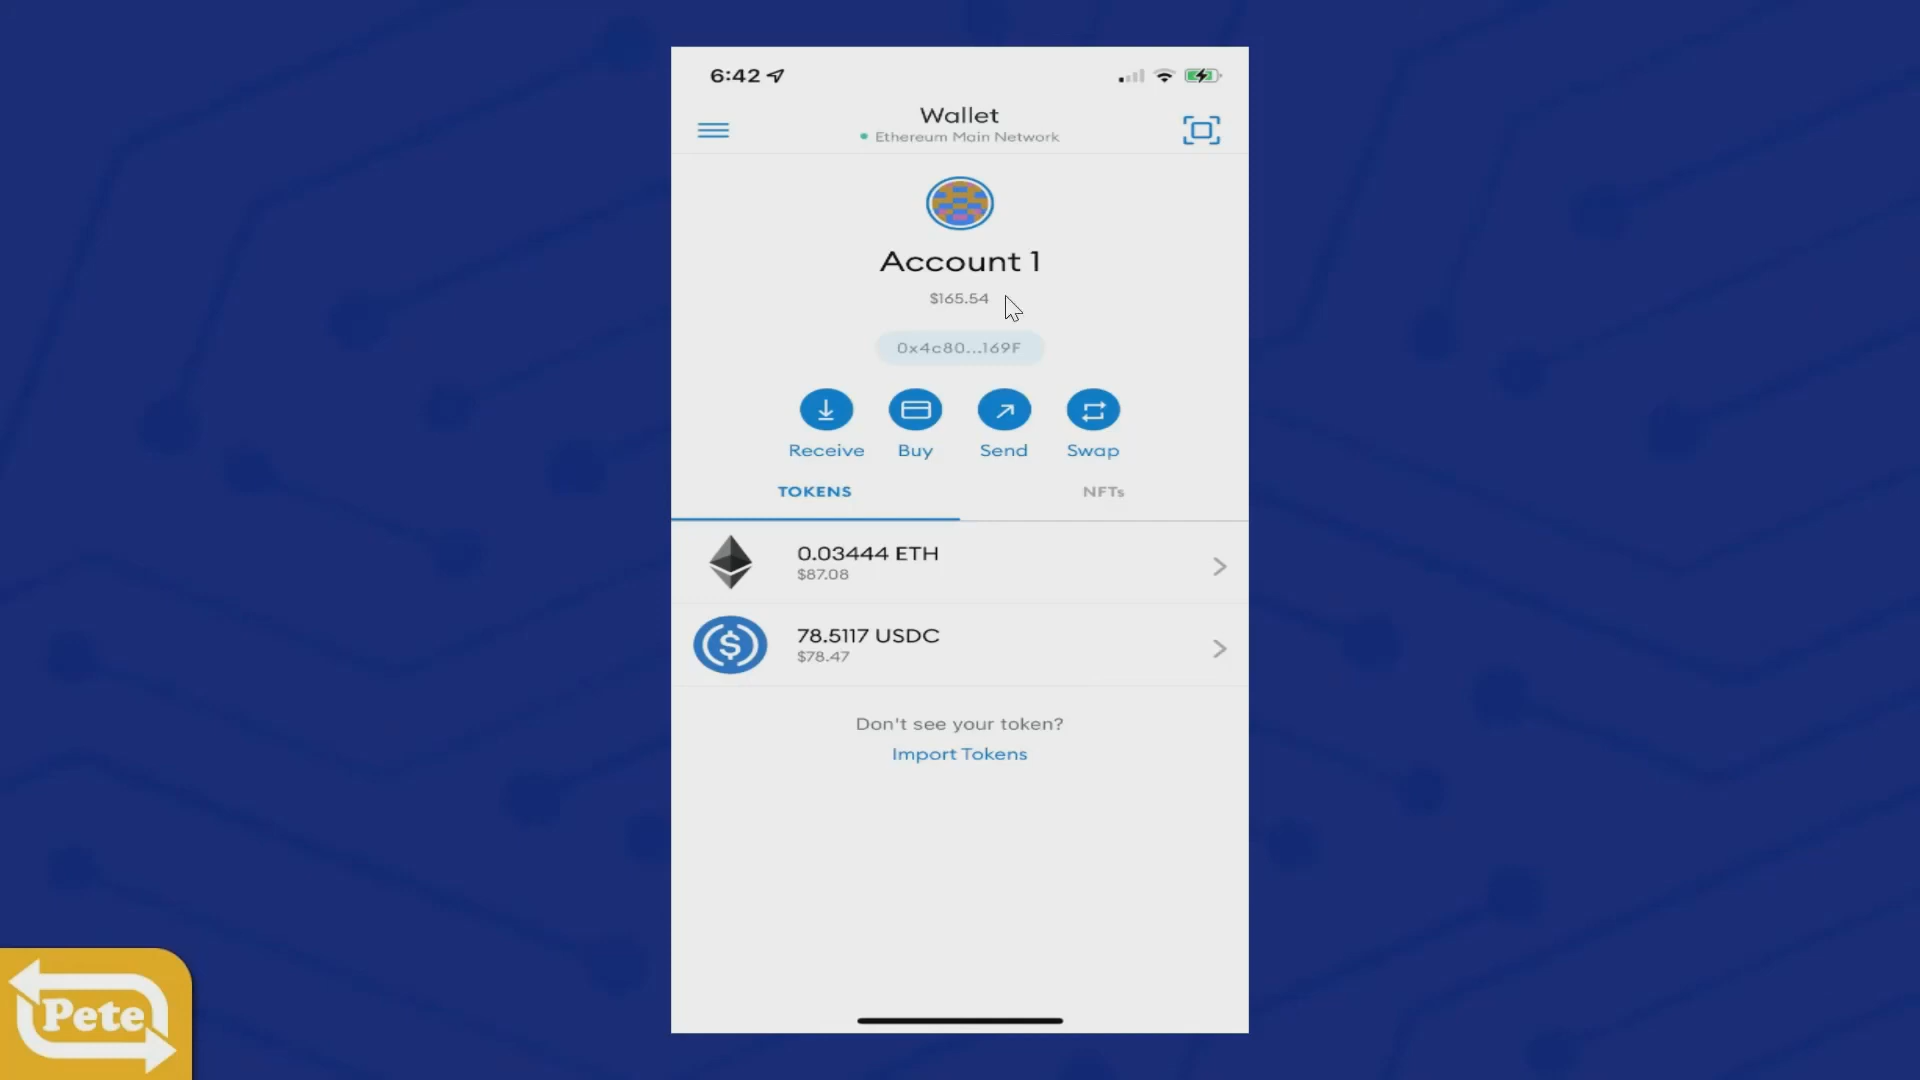 6:42
Wallet
Ethereum Main Network
Account 1
$165.54
0x4c80...169F
Receive Buy Send Swap
TOKENS NFTs
0.03444 ETH
$87.08
78.5117 USDC
$78.47
Don't see your token?
Import Tokens
Pete